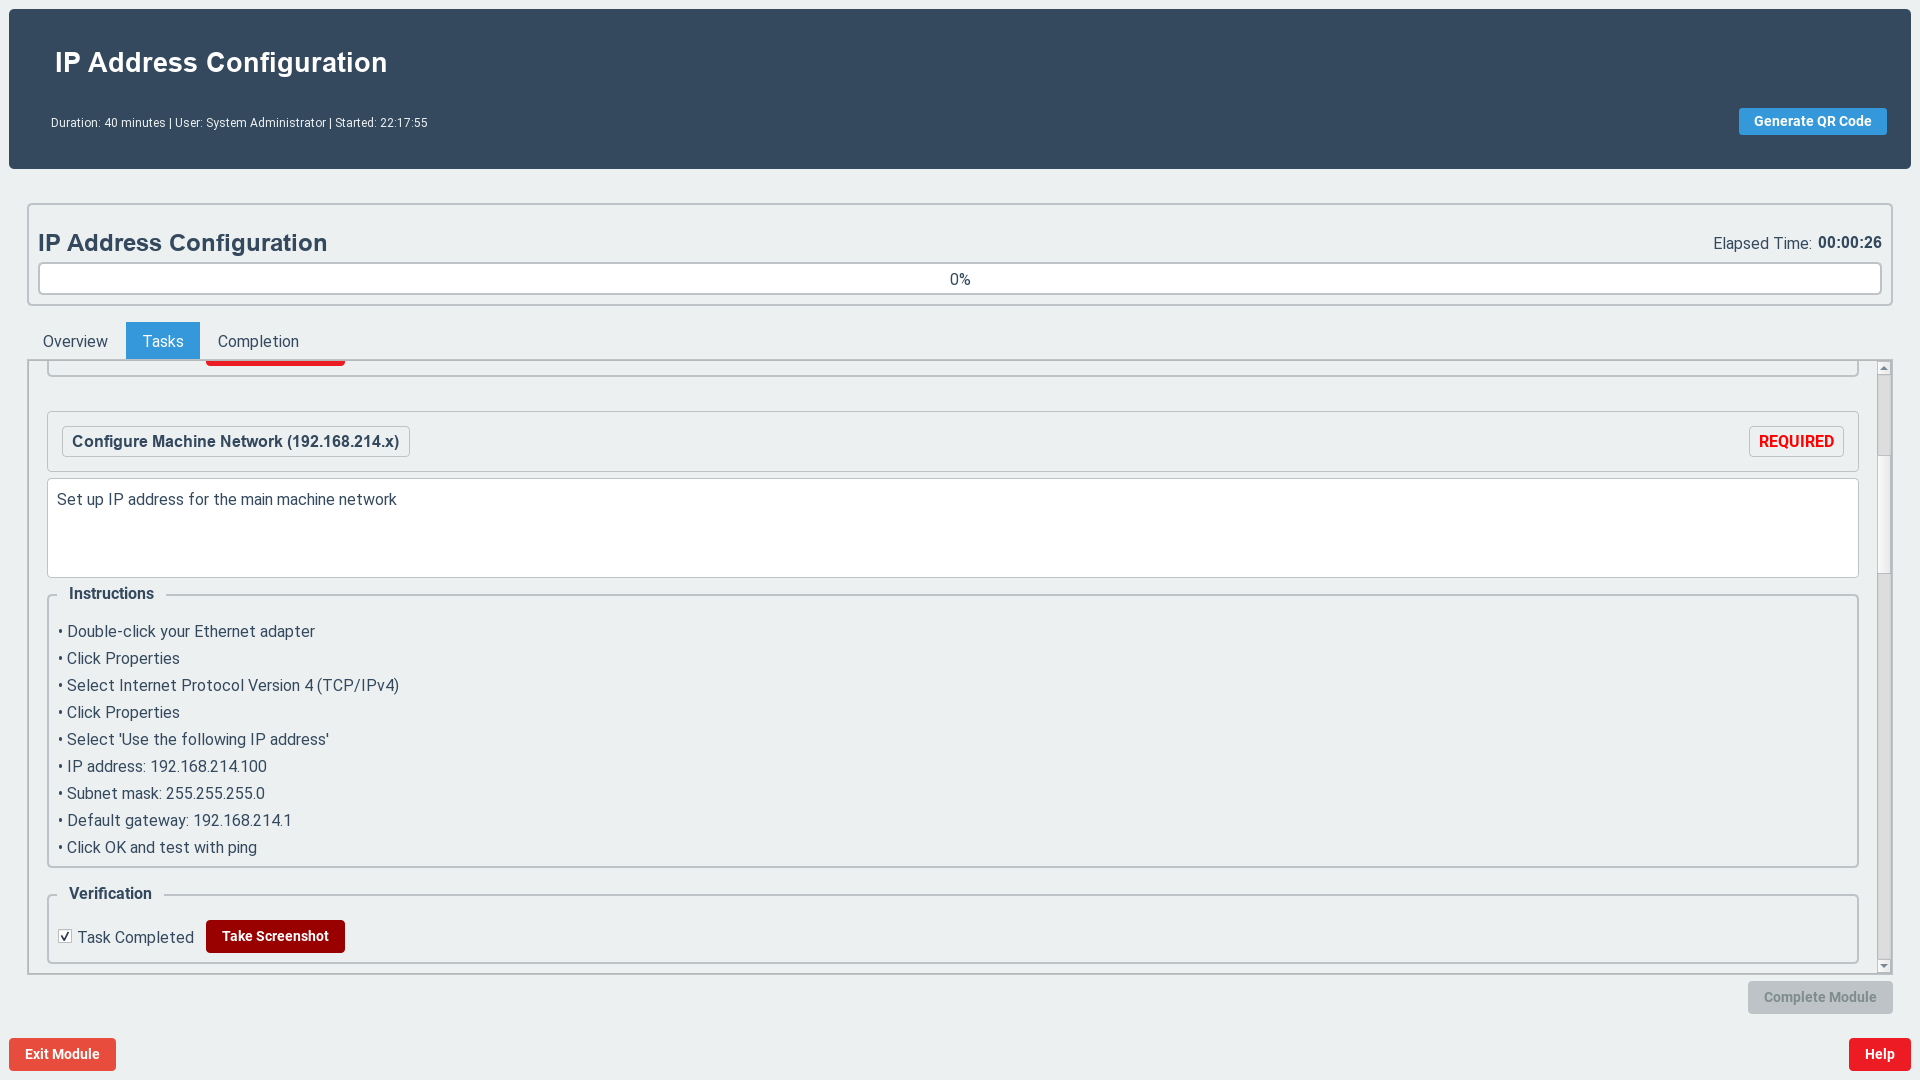 IP Address Configuration
Duration: 40 minutes | User: System Administrator | Started: 22:17:55
Generate QR Code
IP Address Configuration
Elapsed Time: 00:00:26
0%
Overview
Tasks
Completion
Configure Machine Network (192.168.214.x)
REQUIRED
Set up IP address for the main machine network
Instructions
• Double-click your Ethernet adapter
• Click Properties
• Select Internet Protocol Version 4 (TCP/IPv4)
• Click Properties
• Select 'Use the following IP address'
• IP address: 192.168.214.100
• Subnet mask: 255.255.255.0
• Default gateway: 192.168.214.1
• Click OK and test with ping
Verification
Task Completed
Take Screenshot
Complete Module
Exit Module
Help